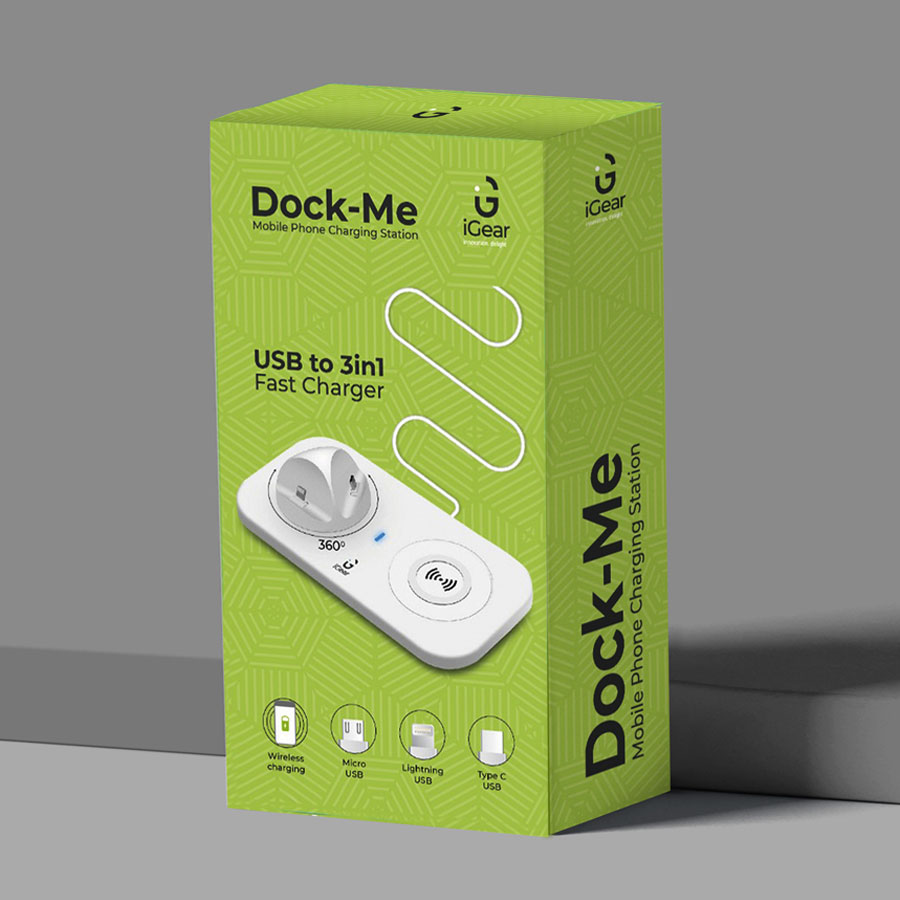 Dock-Me
Mobile Phone Charging Station
iGear
USB to 3in1
Fast Charger
360°
iGear
Wireless
charging
Micro
USB
Lightning
USB
Type C
USB
iGear
Dock-Me
Mobile Phone Charging Station